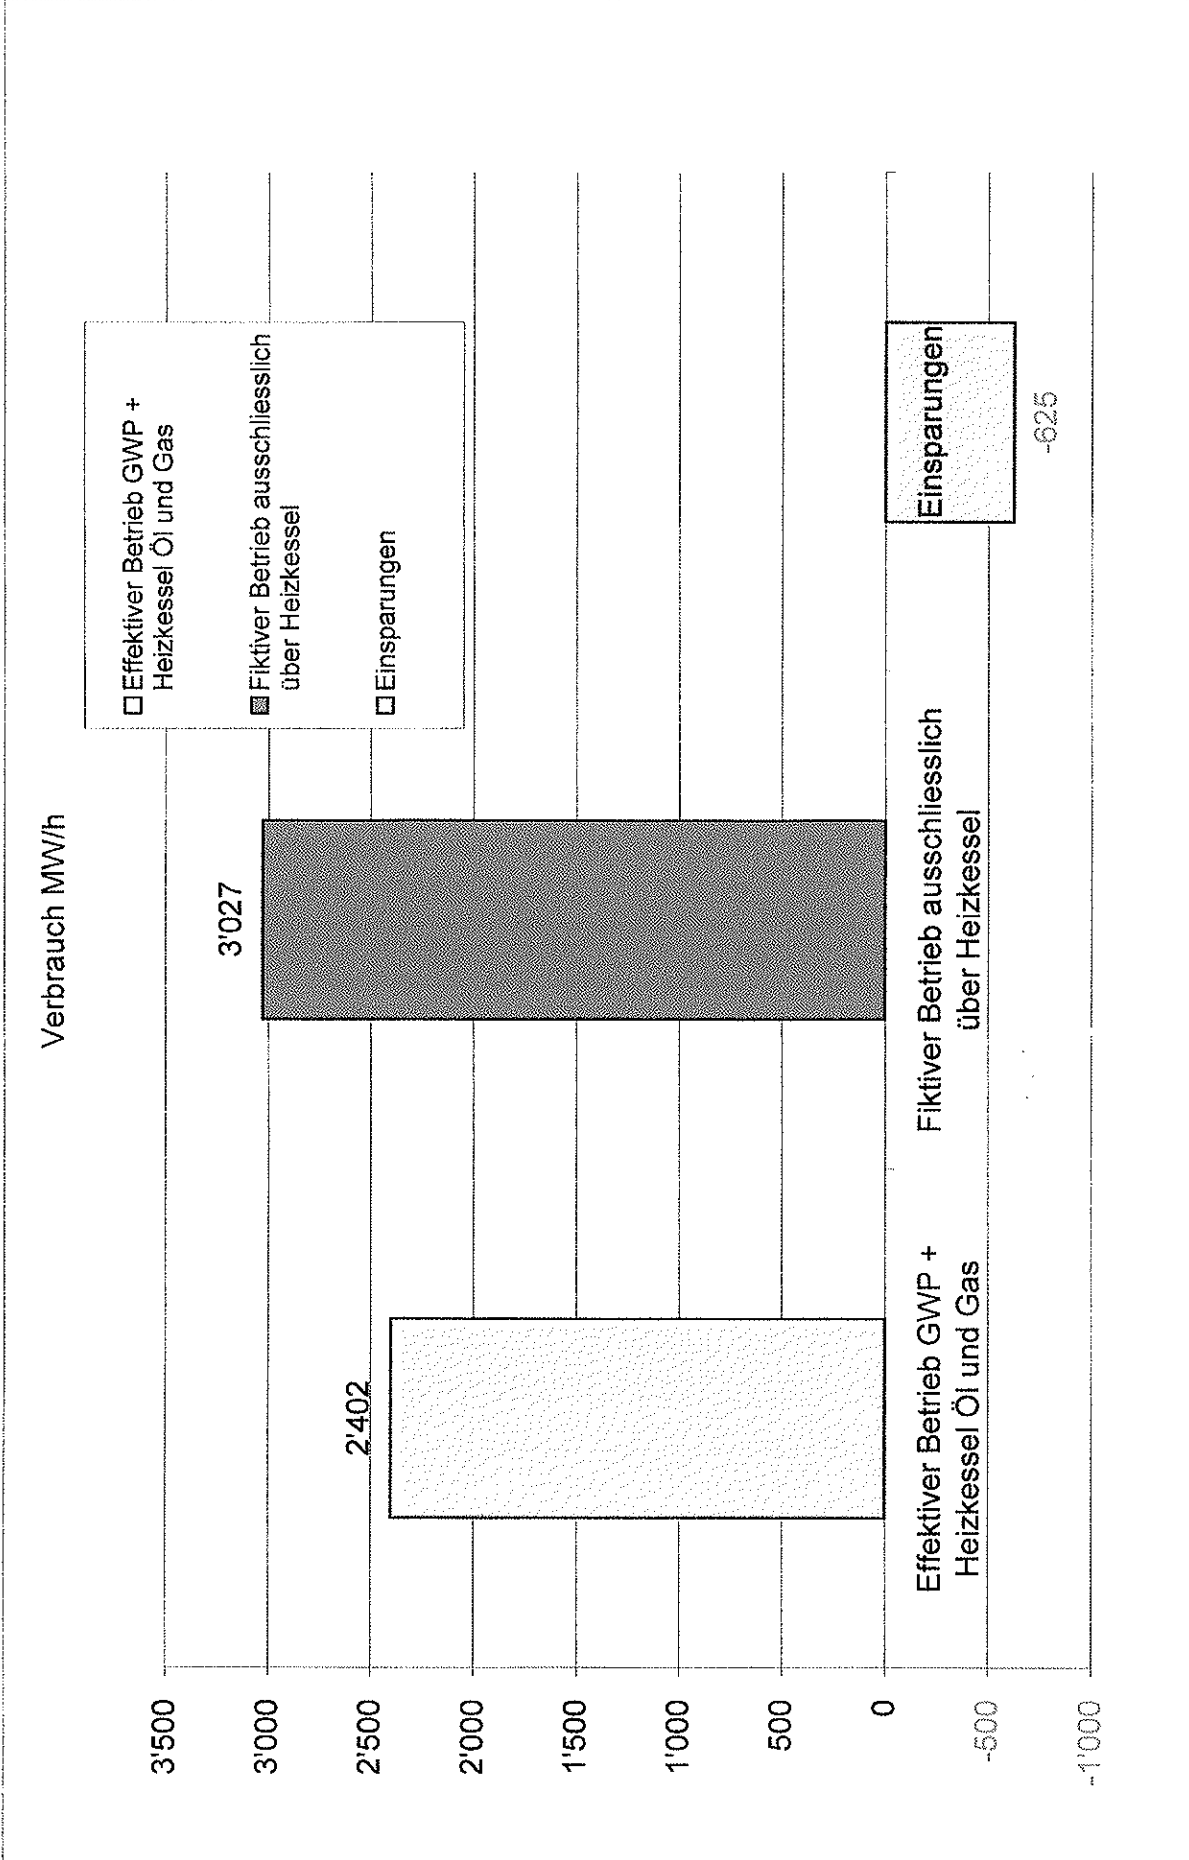 Verbrauch MW/h
3'500
3'000
2'500
2'000
1'500
1'000
500
0
-500
-1'000
2'402
3'027
-625
Effektiver Betrieb GWP +
Heizkessel Öl und Gas
Fiktiver Betrieb ausschliesslich
über Heizkessel
Einsparungen
Effektiver Betrieb GWP +
Heizkessel Öl und Gas
Fiktiver Betrieb ausschliesslich
über Heizkessel
Einsparungen